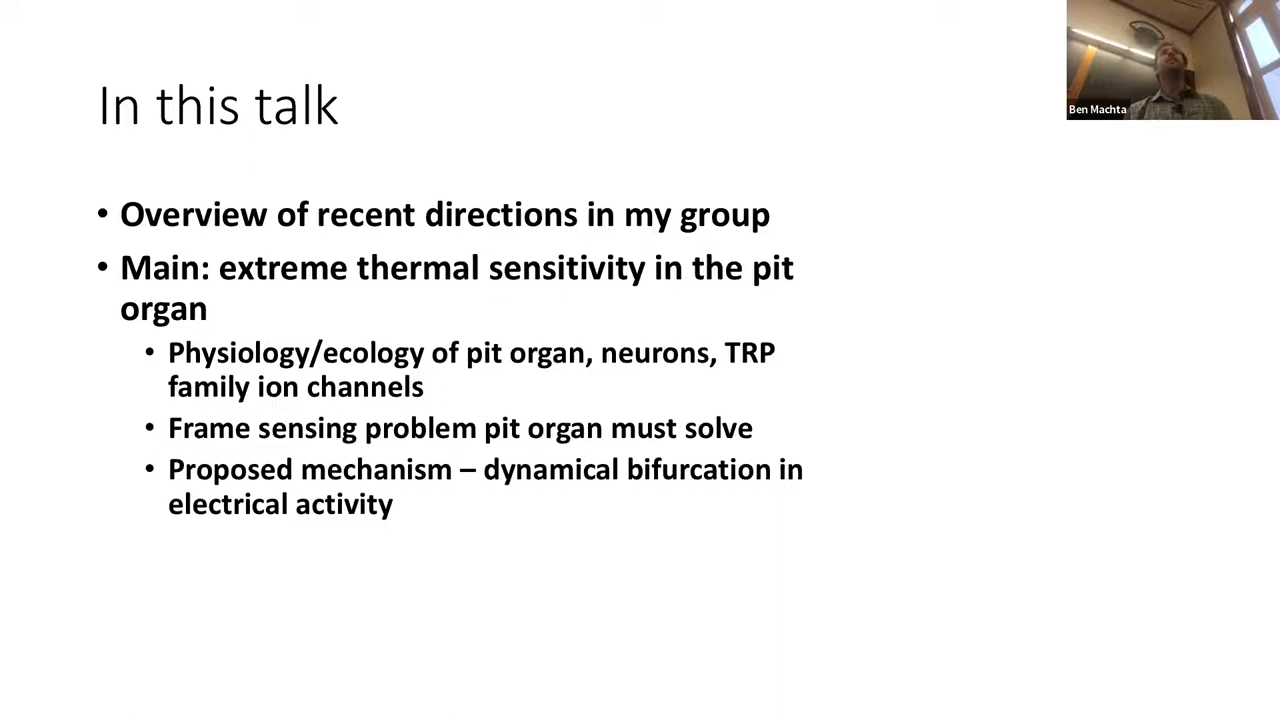 In this talk
Ben Machta
• Overview of recent directions in my group
• Main: extreme thermal sensitivity in the pit
organ
• Physiology/ecology of pit organ, neurons, TRP
family ion channels
• Frame sensing problem pit organ must solve
• Proposed mechanism – dynamical bifurcation in
electrical activity